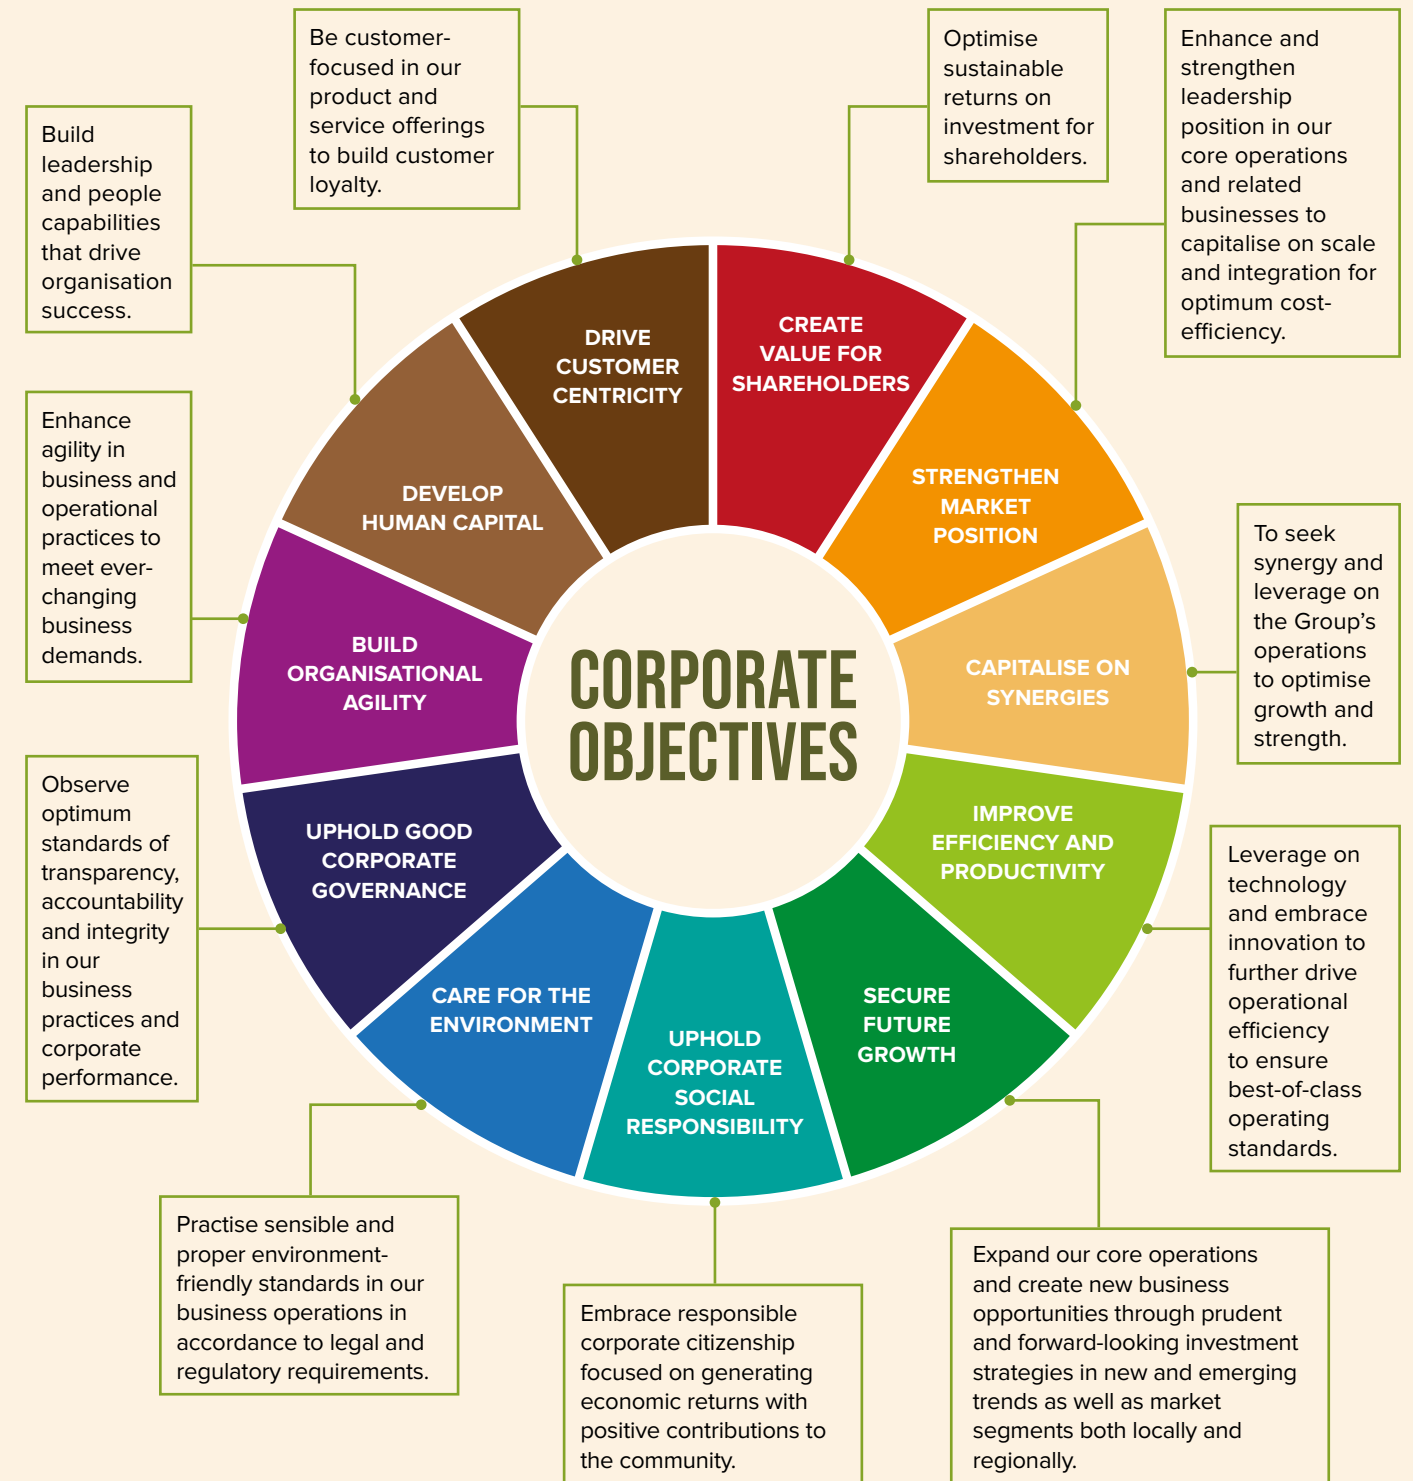 Be customer-
focused in our
product and
service offerings
to build customer
loyalty.
Optimise
sustainable
returns on
investment for
shareholders.
Enhance and
strengthen
leadership
position in our
core operations
and related
businesses to
capitalise on scale
and integration for
optimum cost-
efficiency.
Build
leadership
and people
capabilities
that drive
organisation
success.
DRIVE
CUSTOMER
CENTRICITY
CREATE
VALUE FOR
SHAREHOLDERS
STRENGTHEN
MARKET
POSITION
DEVELOP
HUMAN CAPITAL
Enhance
agility in
business and
operational
practices to
meet ever-
changing
business
demands.
To seek
synergy and
leverage on
the Group’s
operations
to optimise
growth and
strength.
BUILD
ORGANISATIONAL
AGILITY
CORPORATE
OBJECTIVES
CAPITALISE ON
SYNERGIES
Observe
optimum
standards of
transparency,
accountability
and integrity
in our
business
practices and
corporate
performance.
UPHOLD GOOD
CORPORATE
GOVERNANCE
IMPROVE
EFFICIENCY AND
PRODUCTIVITY
Leverage on
technology
and embrace
innovation to
further drive
operational
efficiency
to ensure
best-of-class
operating
standards.
CARE FOR THE
ENVIRONMENT
UPHOLD
CORPORATE
SOCIAL
RESPONSIBILITY
SECURE
FUTURE
GROWTH
Practise sensible and
proper environment-
friendly standards in our
business operations in
accordance to legal and
regulatory requirements.
Embrace responsible
corporate citizenship
focused on generating
economic returns with
positive contributions to
the community.
Expand our core operations
and create new business
opportunities through prudent
and forward-looking investment
strategies in new and emerging
trends as well as market
segments both locally and
regionally.